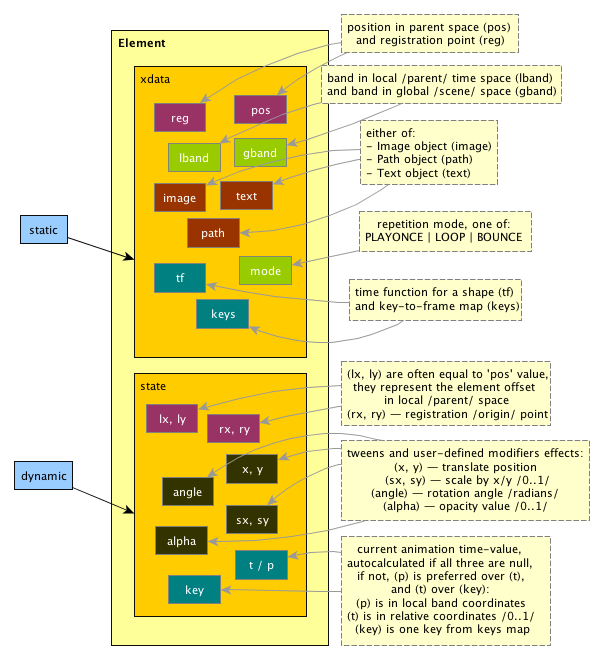 Element
xdata
reg
pos
lband
gband
image
text
path
tf
mode
keys
static
position in parent space (pos)
and registration point (reg)
band in local /parent/ time space (lband)
and band in global /scene/ space (gband)
either of:
- Image object (image)
- Path object (path)
- Text object (text)
repetition mode, one of:
PLAYONCE | LOOP | BOUNCE
time function for a shape (tf)
and key-to-frame map (keys)
state
lx, ly
rx, ry
x, y
angle
sx, sy
alpha
t / p
key
dynamic
(lx, ly) are often equal to 'pos' value,
they represent the element offset
in local /parent/ space
(rx, ry) — registration /origin/ point
tweens and user-defined modifiers effects:
(x, y) — translate position
(sx, sy) — scale by x/y /0..1/
(angle) — rotation angle /radians/
(alpha) — opacity value /0..1/
current animation time-value,
autocalculated if all three are null,
if not, (p) is preferred over (t),
and (t) over (key):
(p) is in local band coordinates
(t) is in relative coordinates /0..1/
(key) is one key from keys map